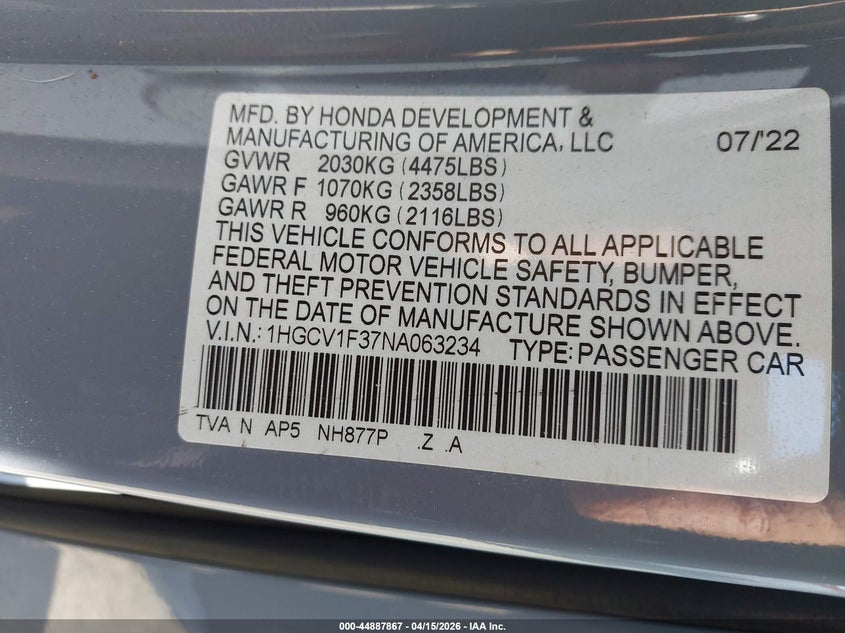 MFD. BY HONDA DEVELOPMENT &
MANUFACTURING OF AMERICA, LLC 07/'22
GVWR 2030KG (4475LBS)
GAWR F 1070KG (2358LBS)
GAWR R 960KG (2116LBS)
THIS VEHICLE CONFORMS TO ALL APPLICABLE
FEDERAL MOTOR VEHICLE SAFETY, BUMPER,
AND THEFT PREVENTION STANDARDS IN EFFECT
ON THE DATE OF MANUFACTURE SHOWN ABOVE.
V.I.N.: 1HGCV1F37NA063234 TYPE: PASSENGER CAR
TVA N AP5 NH877P .Z .A
000-44887867 - 04/15/2026 - IAA Inc.